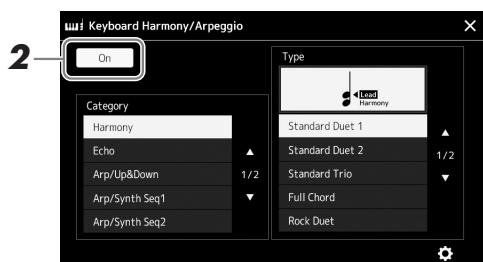 Keyboard Harmony/Arpeggio
2
On
Type
Lead
Harmony
Category
Harmony
Echo
Arp/Up&Down
Arp/Synth Seq1
Arp/Synth Seq2
1/2
Standard Duet 1
Standard Duet 2
Standard Trio
Full Chord
Rock Duet
1/2